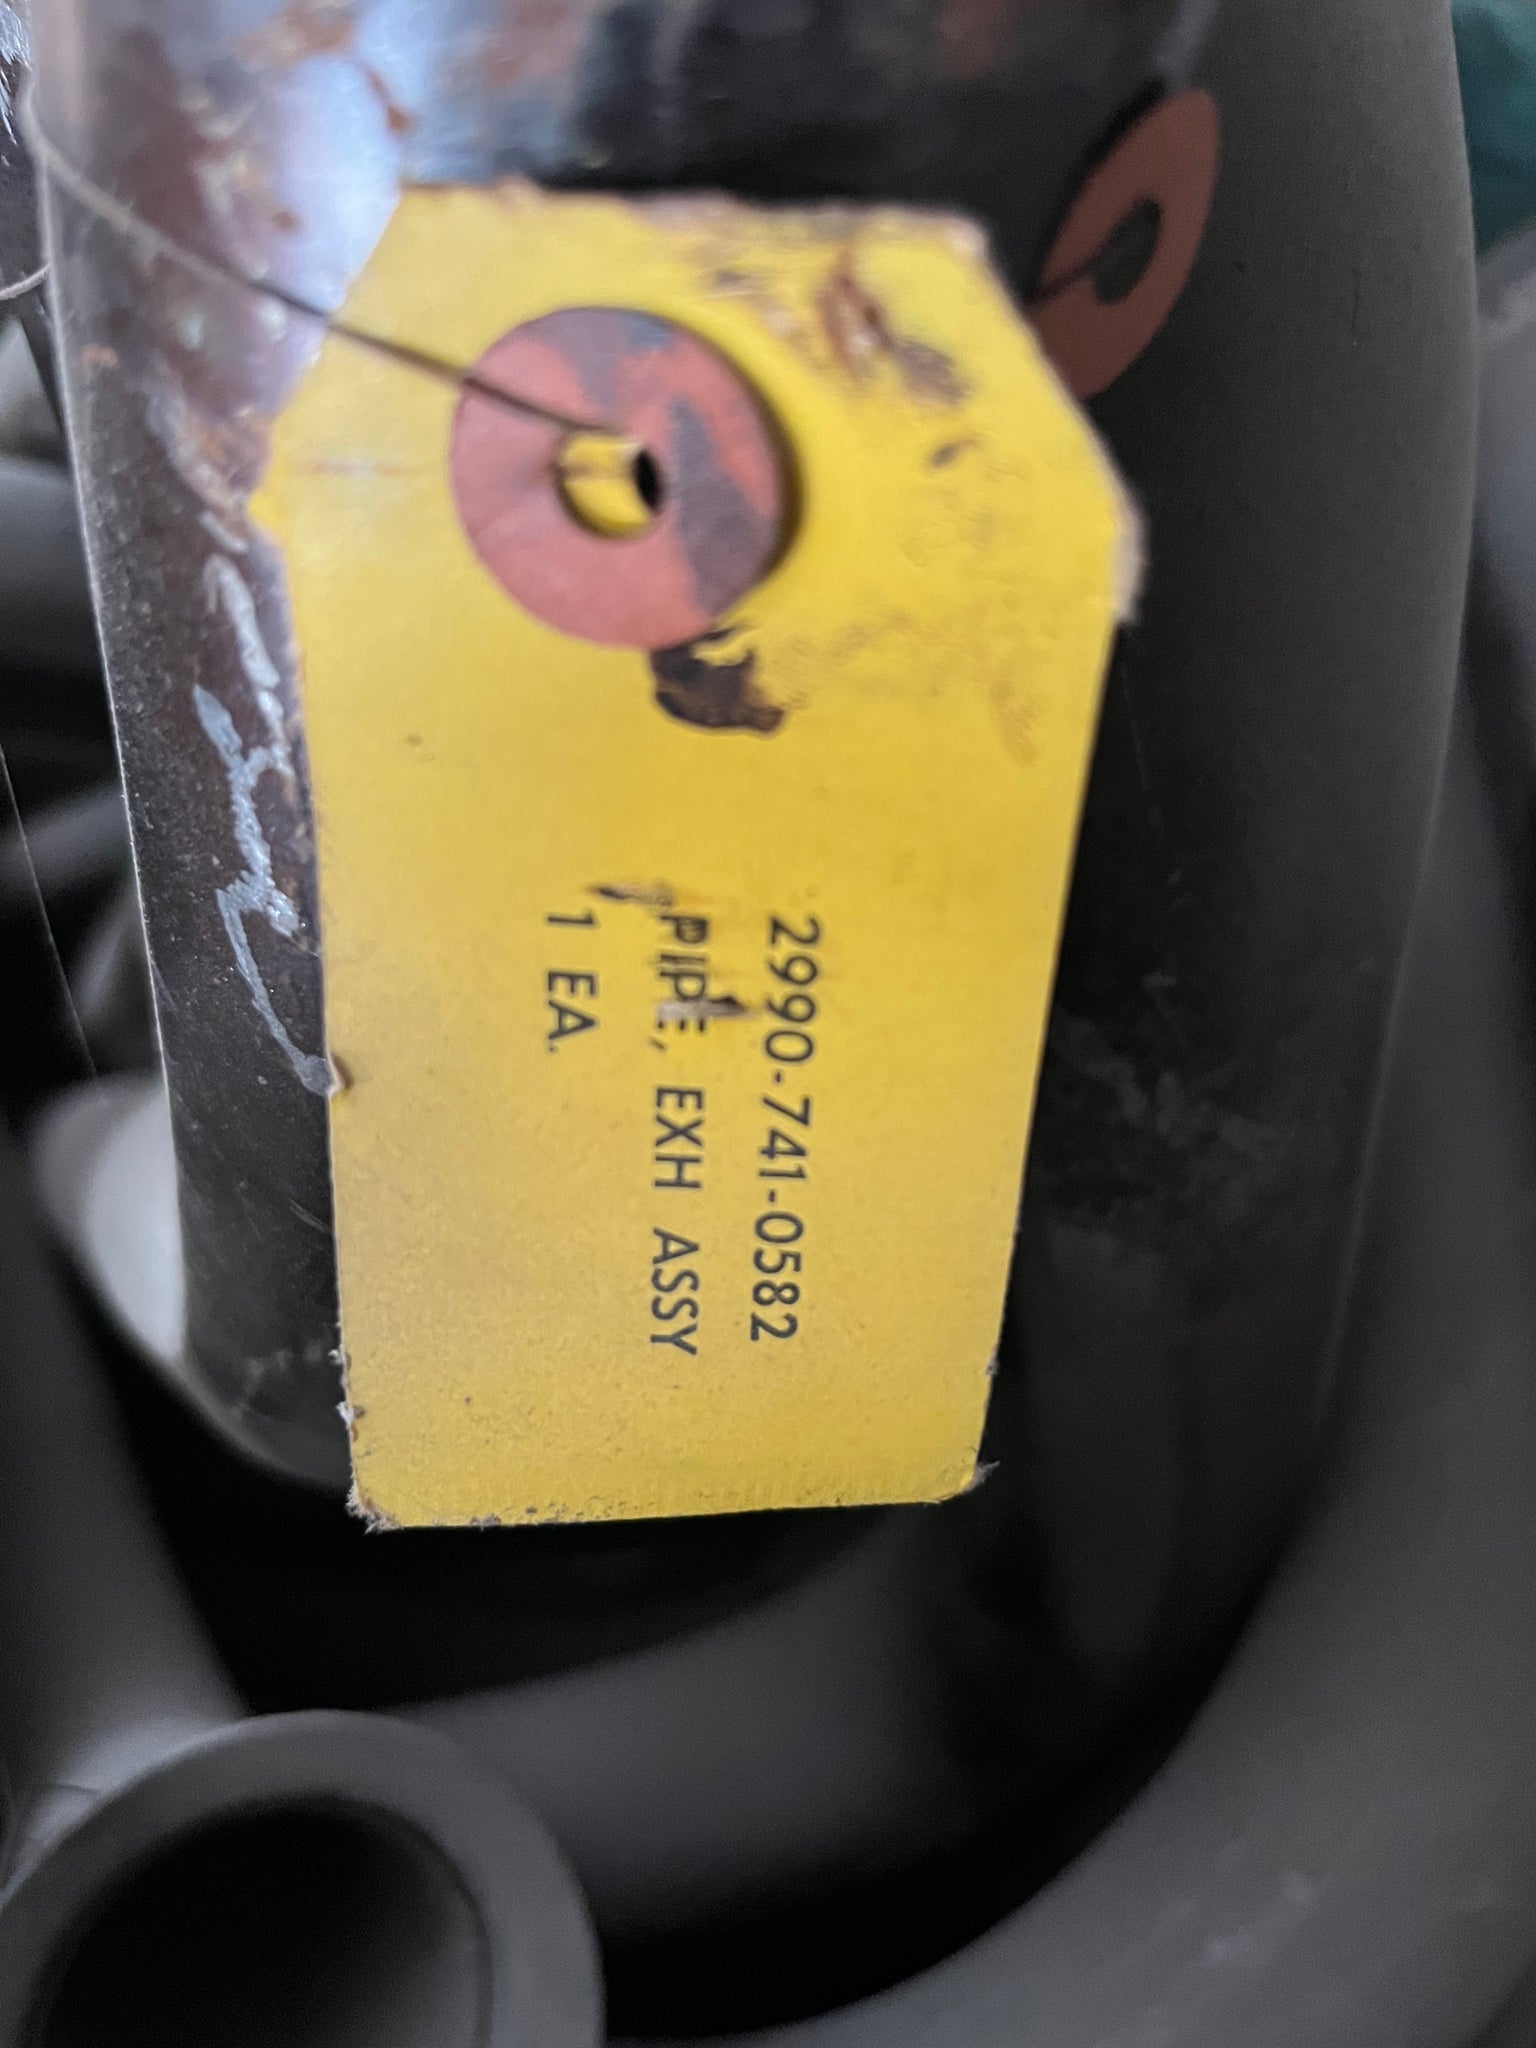 2990-741-0582
PIPE, EXH ASSY
1 EA.